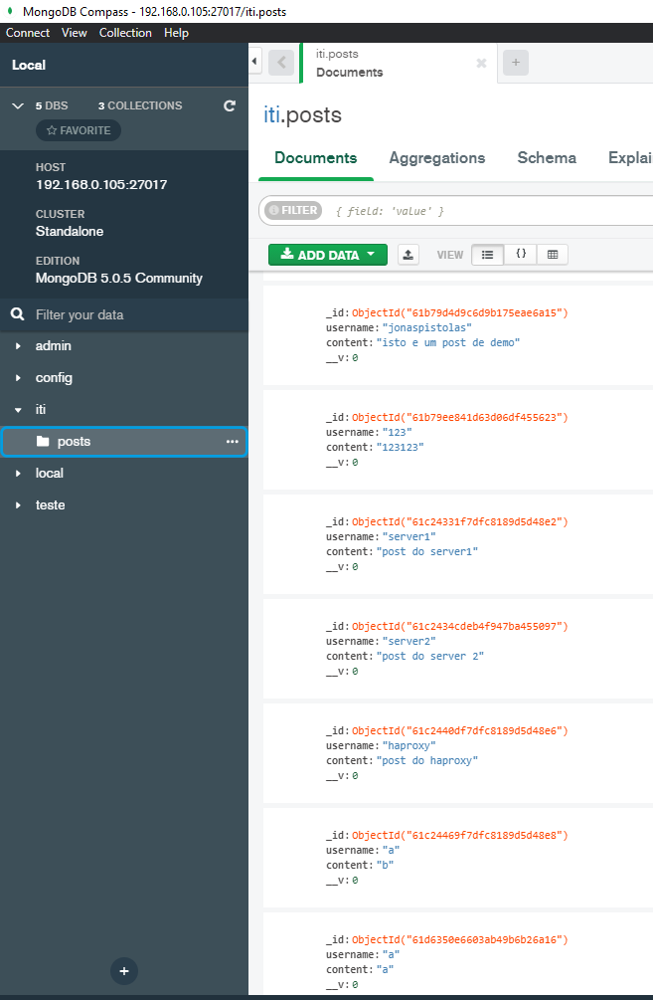 MongoDB Compass - 192.168.0.105:27017/iti.posts
Connect View Collection Help
Local
5 DBS 3 COLLECTIONS
FAVORITE
HOST
192.168.0.105:27017
CLUSTER
Standalone
EDITION
MongoDB 5.0.5 Community
Filter your data
admin
config
iti
posts
local
teste
iti.posts
Documents
iti.posts
Documents Aggregations Schema Explai
FILTER { field: 'value' }
ADD DATA VIEW { }
_id: ObjectId("61b79d4d9c6d9b175eae6a15")
username: "jonaspistolas"
content: "isto e um post de demo"
__v: 0
_id: ObjectId("61b79ee841d63d06df455623")
username: "123"
content: "123123"
__v: 0
_id: ObjectId("61c24331f7dfc8189d5d48e2")
username: "server1"
content: "post do server1"
__v: 0
_id: ObjectId("61c2434cdeb4f947ba455097")
username: "server2"
content: "post do server 2"
__v: 0
_id: ObjectId("61c2440df7dfc8189d5d48e6")
username: "haproxy"
content: "post do haproxy"
__v: 0
_id: ObjectId("61c24469f7dfc8189d5d48e8")
username: "a"
content: "b"
__v: 0
_id: ObjectId("61d6350e6603ab49b6b26a16")
username: "a"
content: "a"
__v: 0